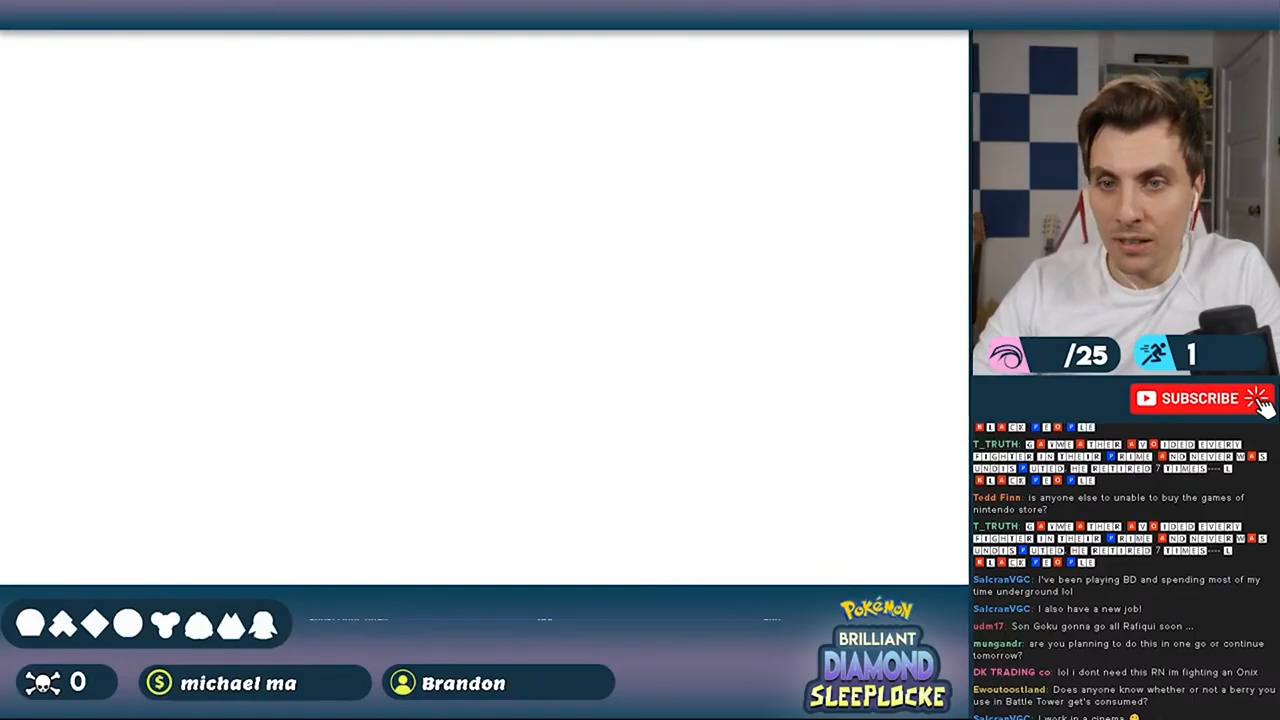 /25
1
SUBSCRIBE
BLACK PEOPLE
T_TRUTH: GAYWEATHER AVOIDED EVERY
FIGHTER IN THEIR PRIME AND NEVER WAS
UNDISPUTED. HE RETIRED 7 TIMES---- L
BLACK PEOPLE
Tedd Finn: is anyone else to unable to buy the games of
nintendo store?
T_TRUTH: GAYWEATHER AVOIDED EVERY
FIGHTER IN THEIR PRIME AND NEVER WAS
UNDISPUTED. HE RETIRED 7 TIMES---- L
BLACK PEOPLE
SalcranVGC: I've been playing BD and spending most of my
time underground lol
SalcranVGC: I also have a new job!
udm17: Son Goku gonna go all Rafiqui soon ...
mungandr: are you planning to do this in one go or continue
tomorrow?
DK TRADING co: lol i dont need this RN im fighting an Onix
Ewoutoostland: Does anyone know whether or not a berry you
use in Battle Tower get's consumed?
SalcranVGC: I work in a cinema
0
michael ma
Brandon
POKéMON
BRILLIANT
DIAMOND
SLEEPLOCKE